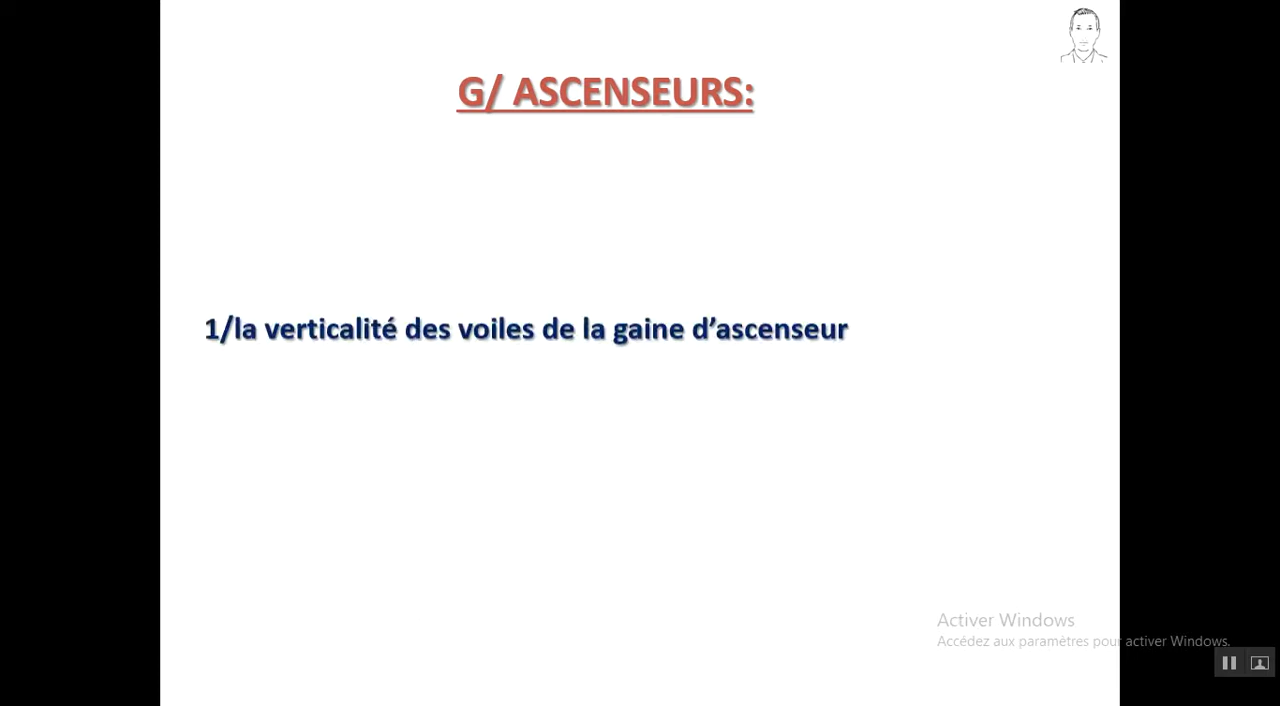 G/ ASCENSEURS:
1/la verticalité des voiles de la gaine d’ascenseur
Activer Windows
Accédez aux paramètres pour activer Windows.